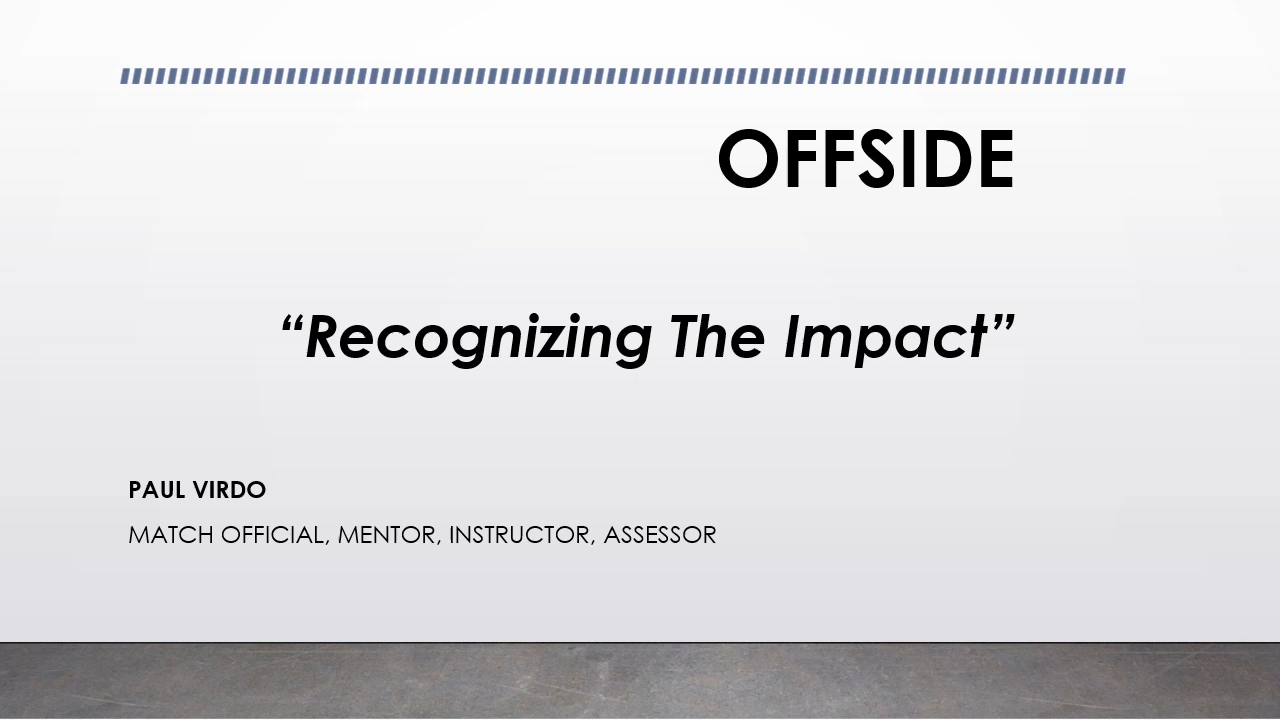 OFFSIDE
“Recognizing The Impact”
PAUL VIRDO
MATCH OFFICIAL, MENTOR, INSTRUCTOR, ASSESSOR